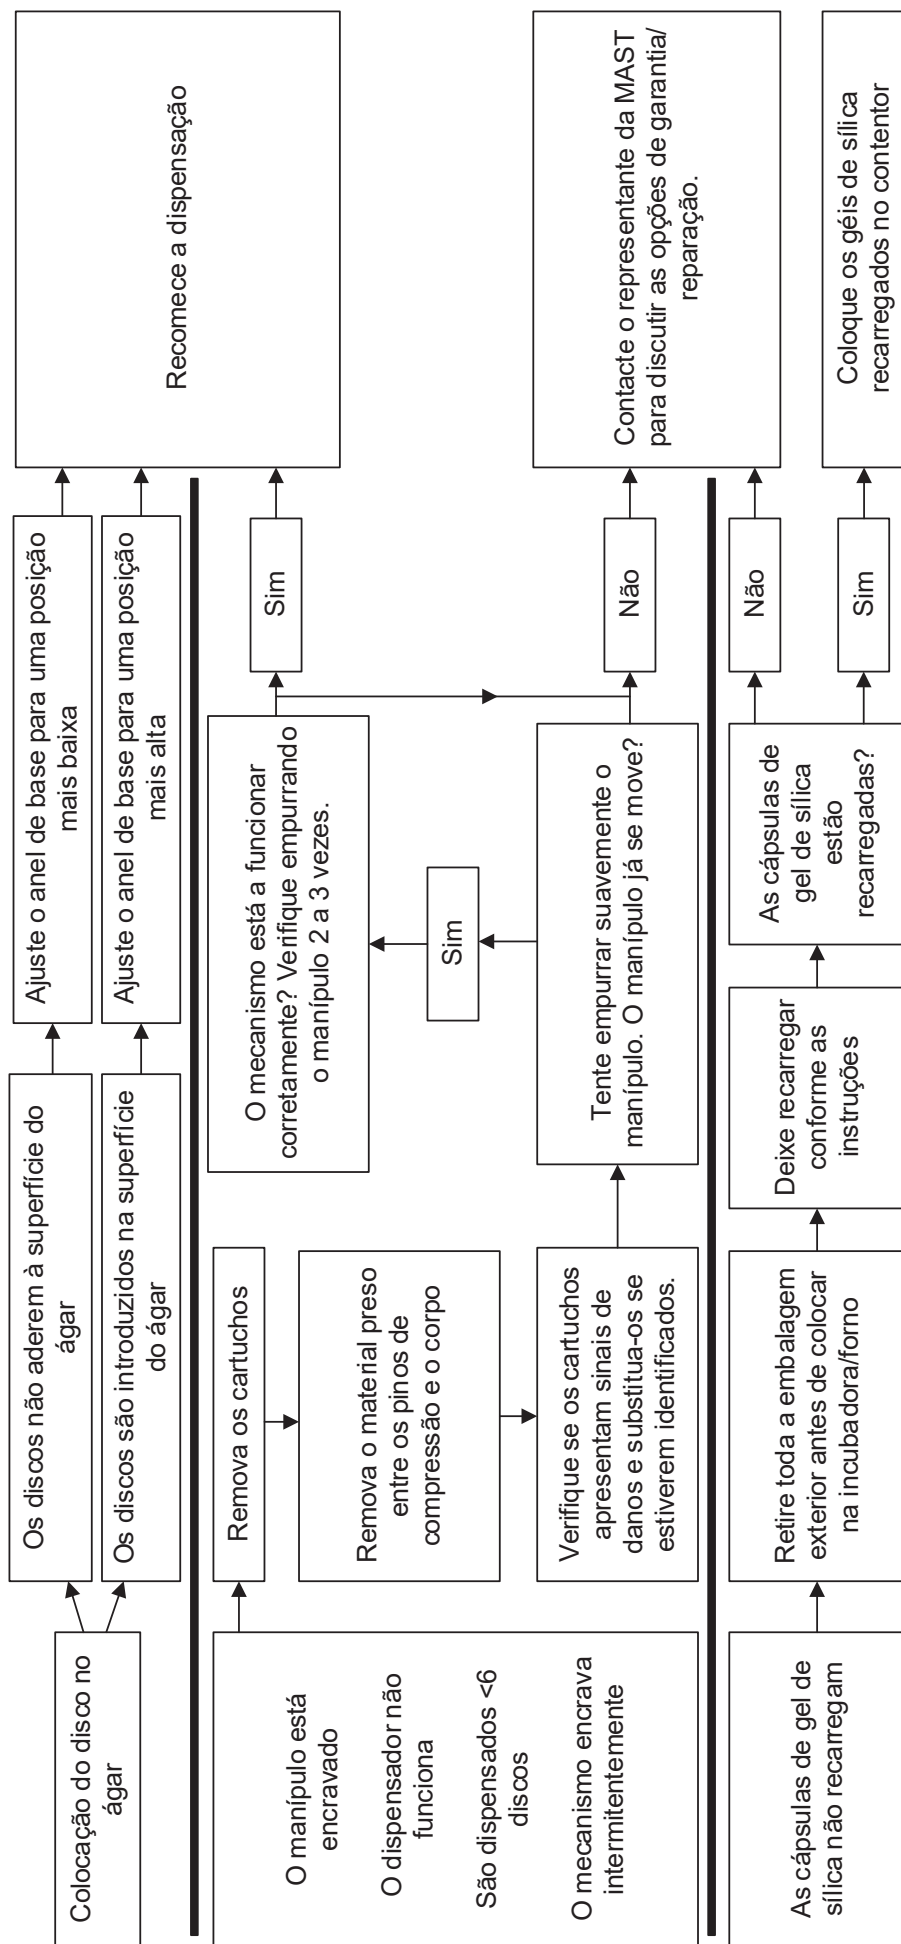 Colocação do disco no
ágar
Os discos não aderem à superfície do
ágar
Ajuste o anel de base para uma posição
mais baixa
Os discos são introduzidos na superfície
do ágar
Ajuste o anel de base para uma posição
mais alta
Recomece a dispensação
O manípulo está
encravado
O dispensador não
funciona
São dispensados <6
discos
O mecanismo encrava
intermitentemente
Remova os cartuchos
Remova o material preso
entre os pinos de
compressão e o corpo
Verifique se os cartuchos
apresentam sinais de
danos e substitua-os se
estiverem identificados.
Tente empurrar suavemente o
manípulo. O manípulo já se move?
Sim
O mecanismo está a funcionar
corretamente? Verifique empurrando
o manípulo 2 a 3 vezes.
Sim
Não
Contacte o representante da MAST
para discutir as opções de garantia/
reparação.
As cápsulas de gel de
sílica não recarregam
Retire toda a embalagem
exterior antes de colocar
na incubadora/forno
Deixe recarregar
conforme as
instruções
As cápsulas de
gel de sílica
estão
recarregadas?
Não
Sim
Coloque os géis de sílica
recarregados no contentor